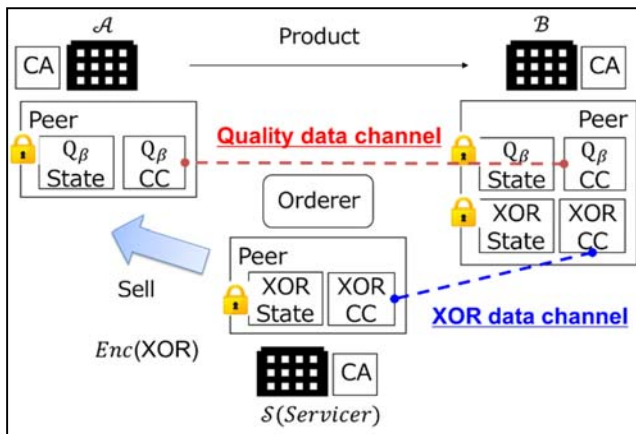 𝒜
Product
ℬ
CA
CA
Peer
Peer
Quality data channel
Qβ
State
Qβ
CC
Qβ
State
Qβ
CC
Orderer
XOR
State
XOR
CC
Peer
Sell
XOR
State
XOR
CC
XOR data channel
Enc(XOR)
CA
𝒮(Servicer)